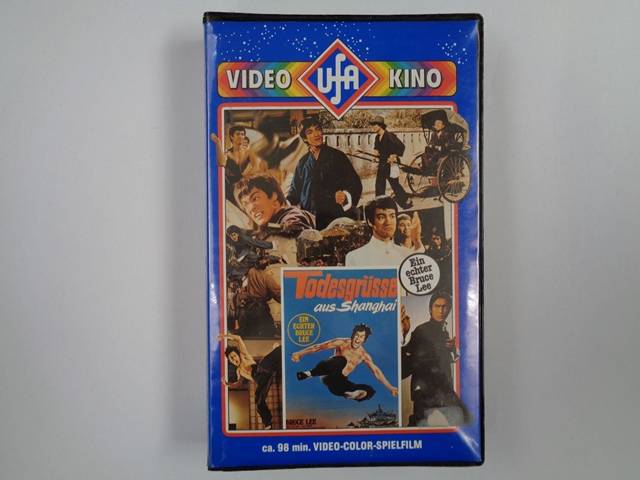 VIDEO UfA KINO
Ein
echter
Bruce
Lee
Todesgrüsse
aus Shanghai
EIN
ECHTER
BRUCE
LEE
BRUCE LEE
ca. 98 min. VIDEO-COLOR-SPIELFILM